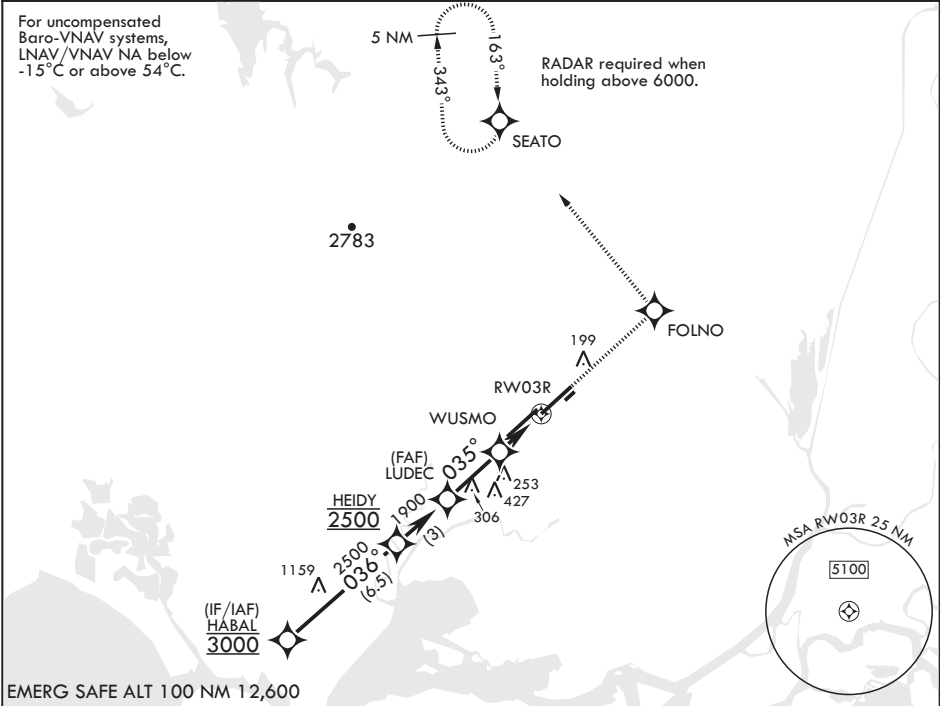 For uncompensated
Baro-VNAV systems,
LNAV/VNAV NA below
-15°C or above 54°C.
5 NM
343°
163°
RADAR required when
holding above 6000.
SEATO
2783
FOLNO
199
RW03R
WUSMO
(FAF)
LUDEC
035°
253
427
306
HEIDY
2500
1900
(3)
2500
036°
(6.5)
1159
(IF/IAF)
HABAL
3000
MSA RW03R 25 NM
5100
EMERG SAFE ALT 100 NM 12,600